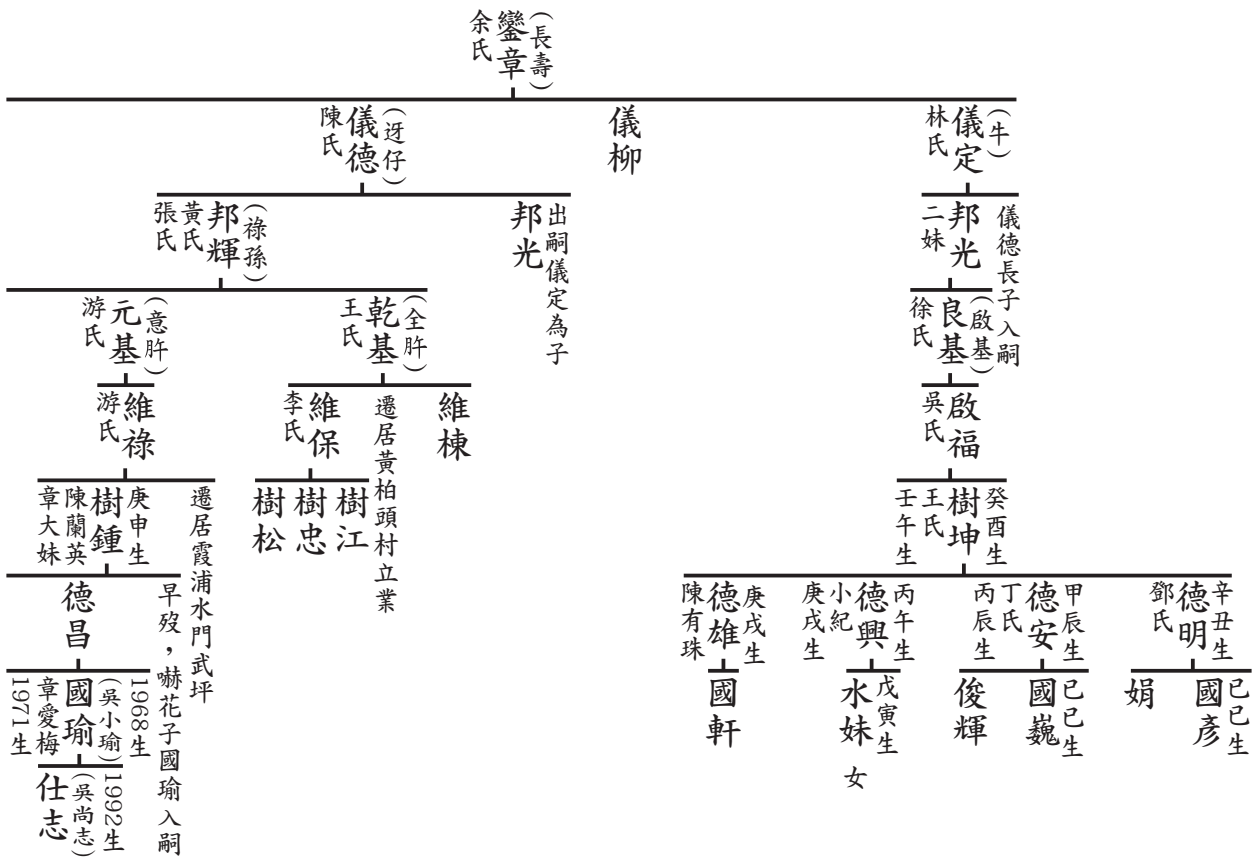 (長壽)
鑾章
余氏
(牛)
儀定
林氏
儀柳
(迓仔)
儀德
陳氏
儀德長子入嗣
邦光
二妹
出嗣儀定為子
邦光
(祿孫)
邦輝
黃氏
張氏
(啟基)
良基
徐氏
(全肝)
乾基
王氏
(意肝)
元基
游氏
啟福
吳氏
維棟
遷居黃柏頭村立業
維保
李氏
維祿
游氏
癸酉生
樹坤
王氏
壬午生
樹江
樹忠
樹松
遷居霞浦水門武坪
庚申生
樹鍾
陳蘭英
章大妹
辛丑生
德明
鄧氏
甲辰生
德安
丁氏
丙辰生
丙午生
德興
小紀
庚戌生
庚戌生
德雄
陳有珠
早歿，嚇花子國瑜入嗣
德昌
已巳生
國彥
娟
已巳生
國巍
俊輝
戊寅生
水妹 女
國軒
1968生
(吳小瑜)
國瑜
章愛梅
1971生
1992生
(吳尚志)
仕志